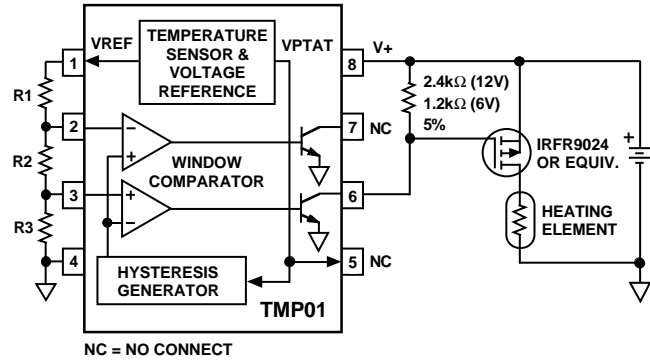 TEMPERATURE
SENSOR &
VOLTAGE
REFERENCE
VREF
VPTAT
1
8
V+
R1
2.4kΩ (12V)
1.2kΩ (6V)
5%
2
7
NC
R2
WINDOW
COMPARATOR
IRFR9024
OR EQUIV.
3
6
R3
HEATING
ELEMENT
4
5
NC
HYSTERESIS
GENERATOR
TMP01
NC = NO CONNECT